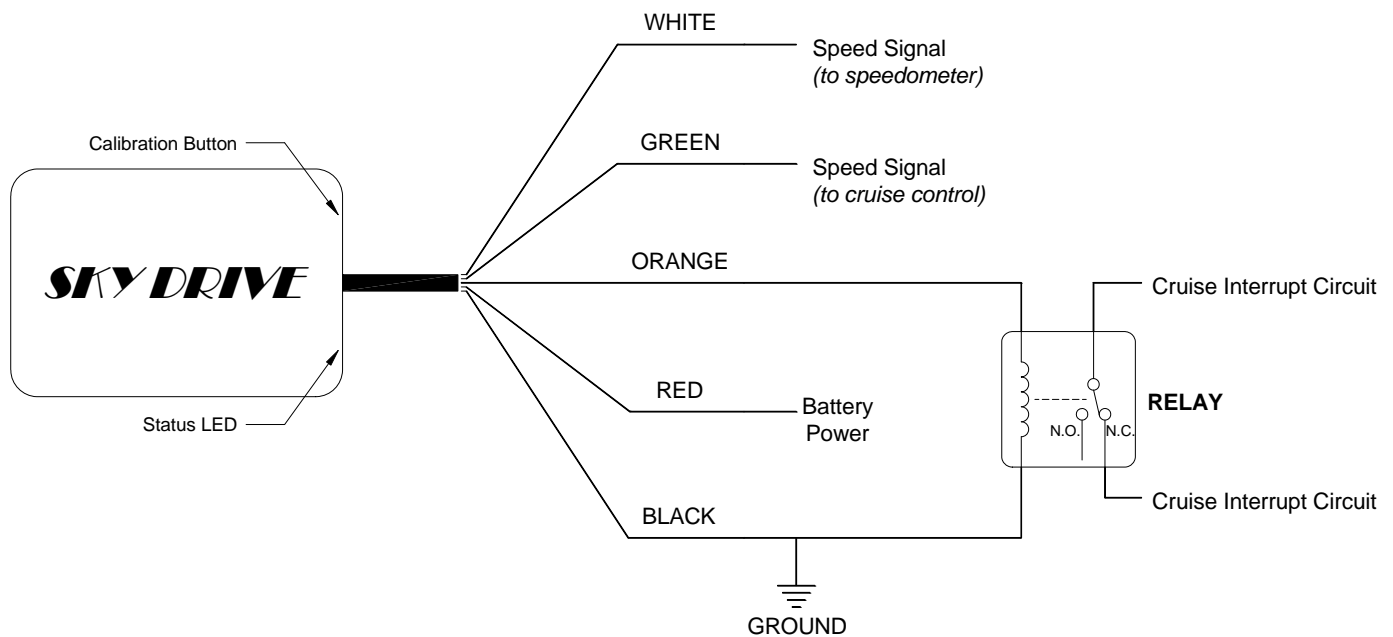 WHITE
Speed Signal
(to speedometer)
Calibration Button
GREEN
Speed Signal
(to cruise control)
SKY DRIVE
ORANGE
Cruise Interrupt Circuit
Status LED
RED
Battery
Power
N.O.
N.C.
RELAY
BLACK
Cruise Interrupt Circuit
GROUND